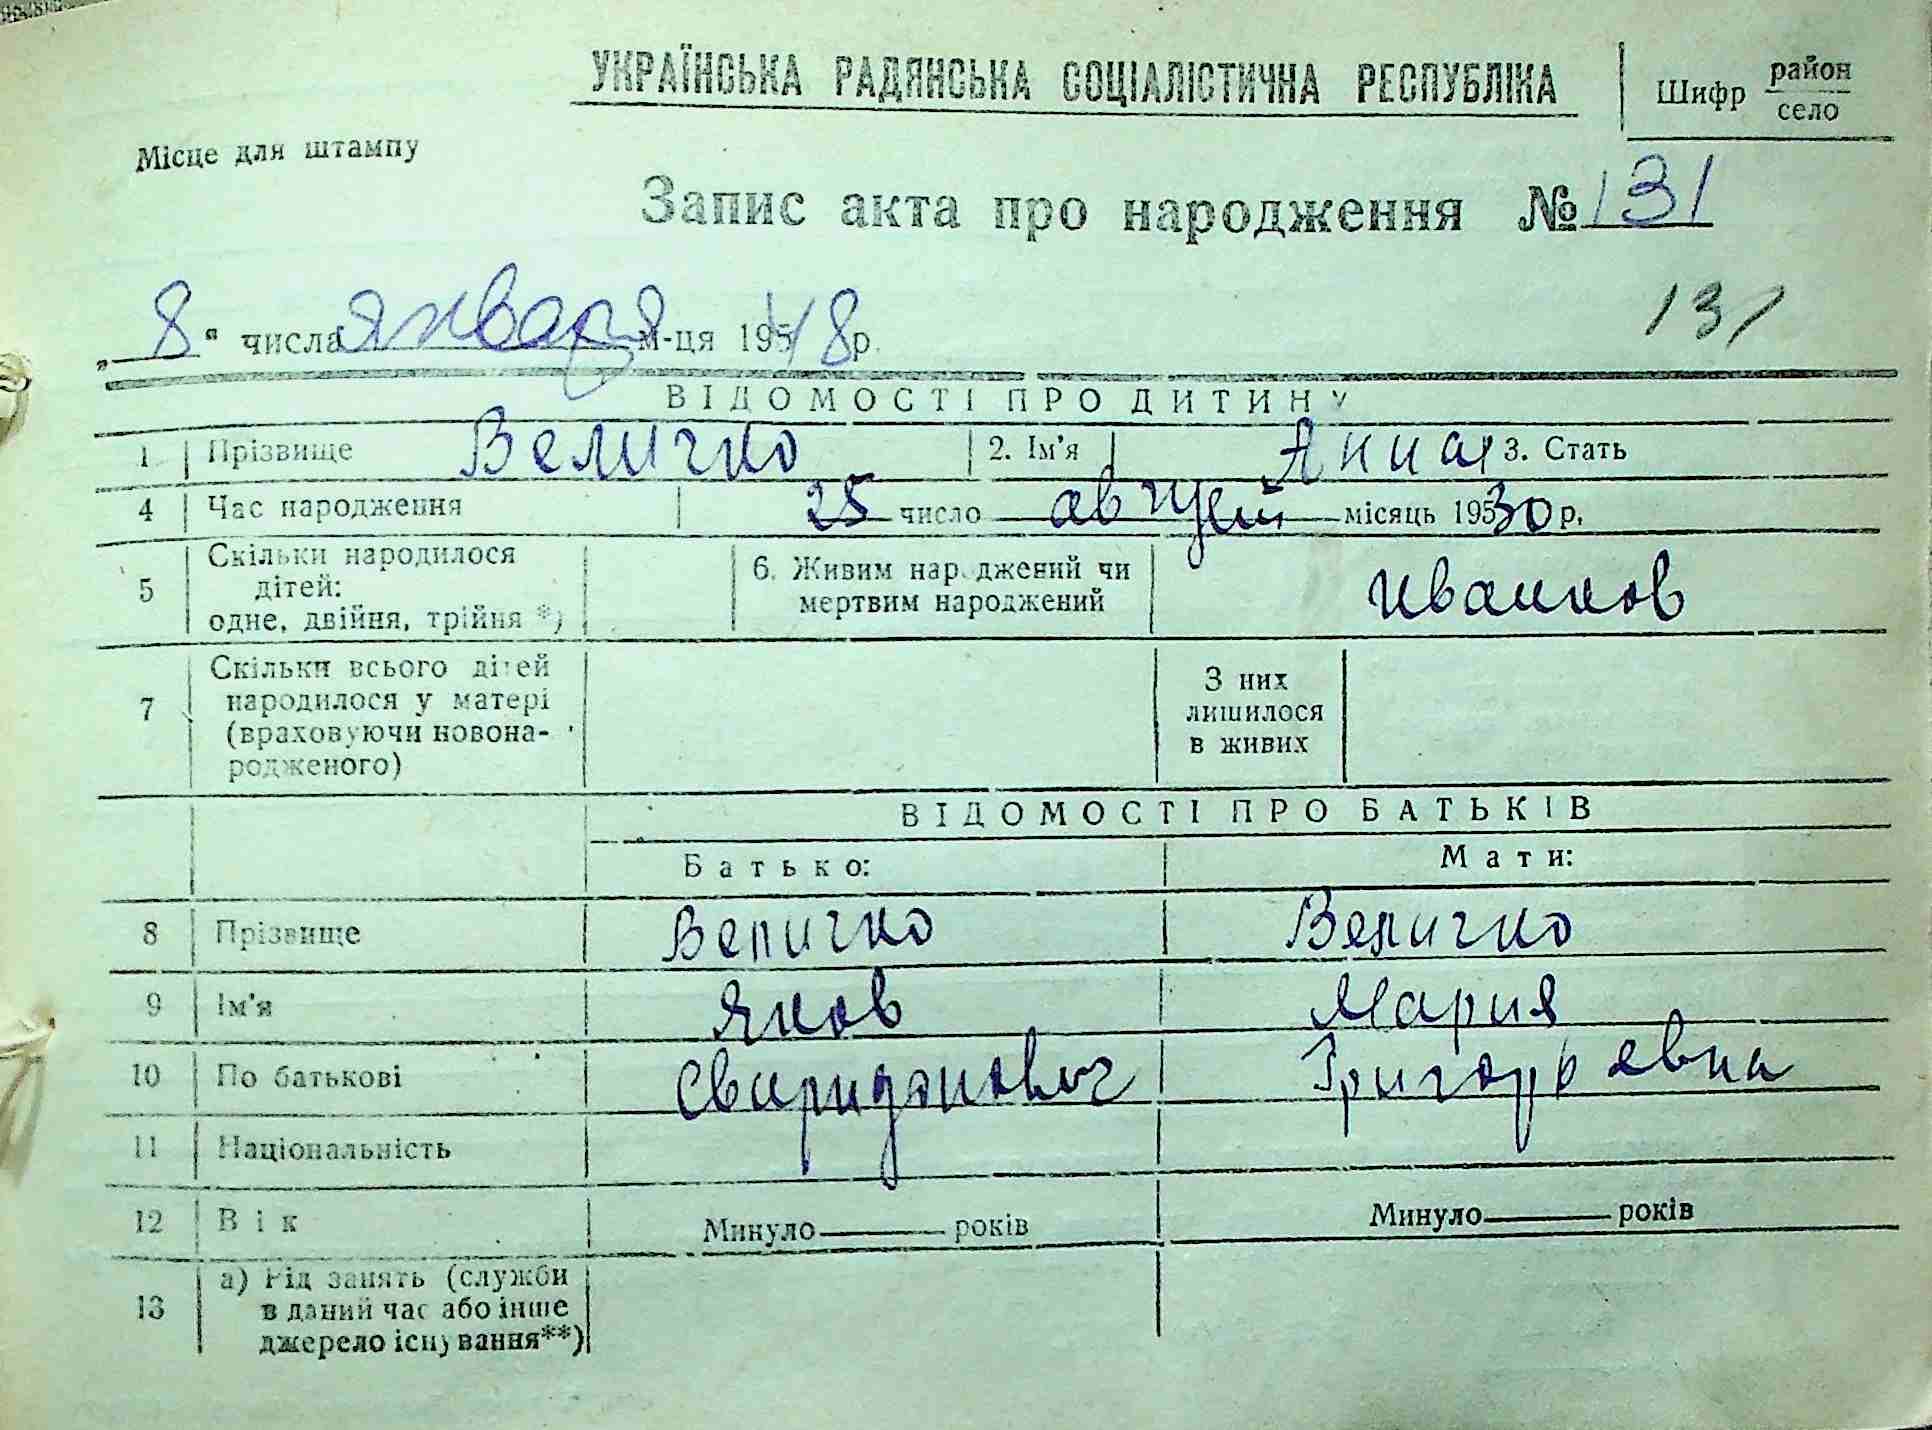 УКРАЇНСЬКА РАДЯНСЬКА СОЦІАЛІСТИЧНА РЕСПУБЛІКА
Шифр район
село
Місце для штампу
Запис акта про народження № 131
131
„ 8 " числа января м-ця 195 48 р.
ВІДОМОСТІ ПРО ДИТИНУ
1 Прізвище Величко 2. Ім'я Анна 3. Стать
4 Час народження 25 число август місяць 195 30 р.
5 Скільки народилося дітей: одне, двійня, трійня *)
6. Живим народжений чи мертвим народжений Иванков
7 Скільки всього дітей народилося у матері (враховуючи новонародженого)
З них лишилося в живих
ВІДОМОСТІ ПРО БАТЬКІВ
Батько: Мати:
8 Прізвище Величко Величко
9 Ім'я Яков Мария
10 По батькові Свиридонович Григорьевна
11 Національність
12 Вік Минуло років Минуло років
13 а) Рід занять (служби в даний час або інше джерело існування**)